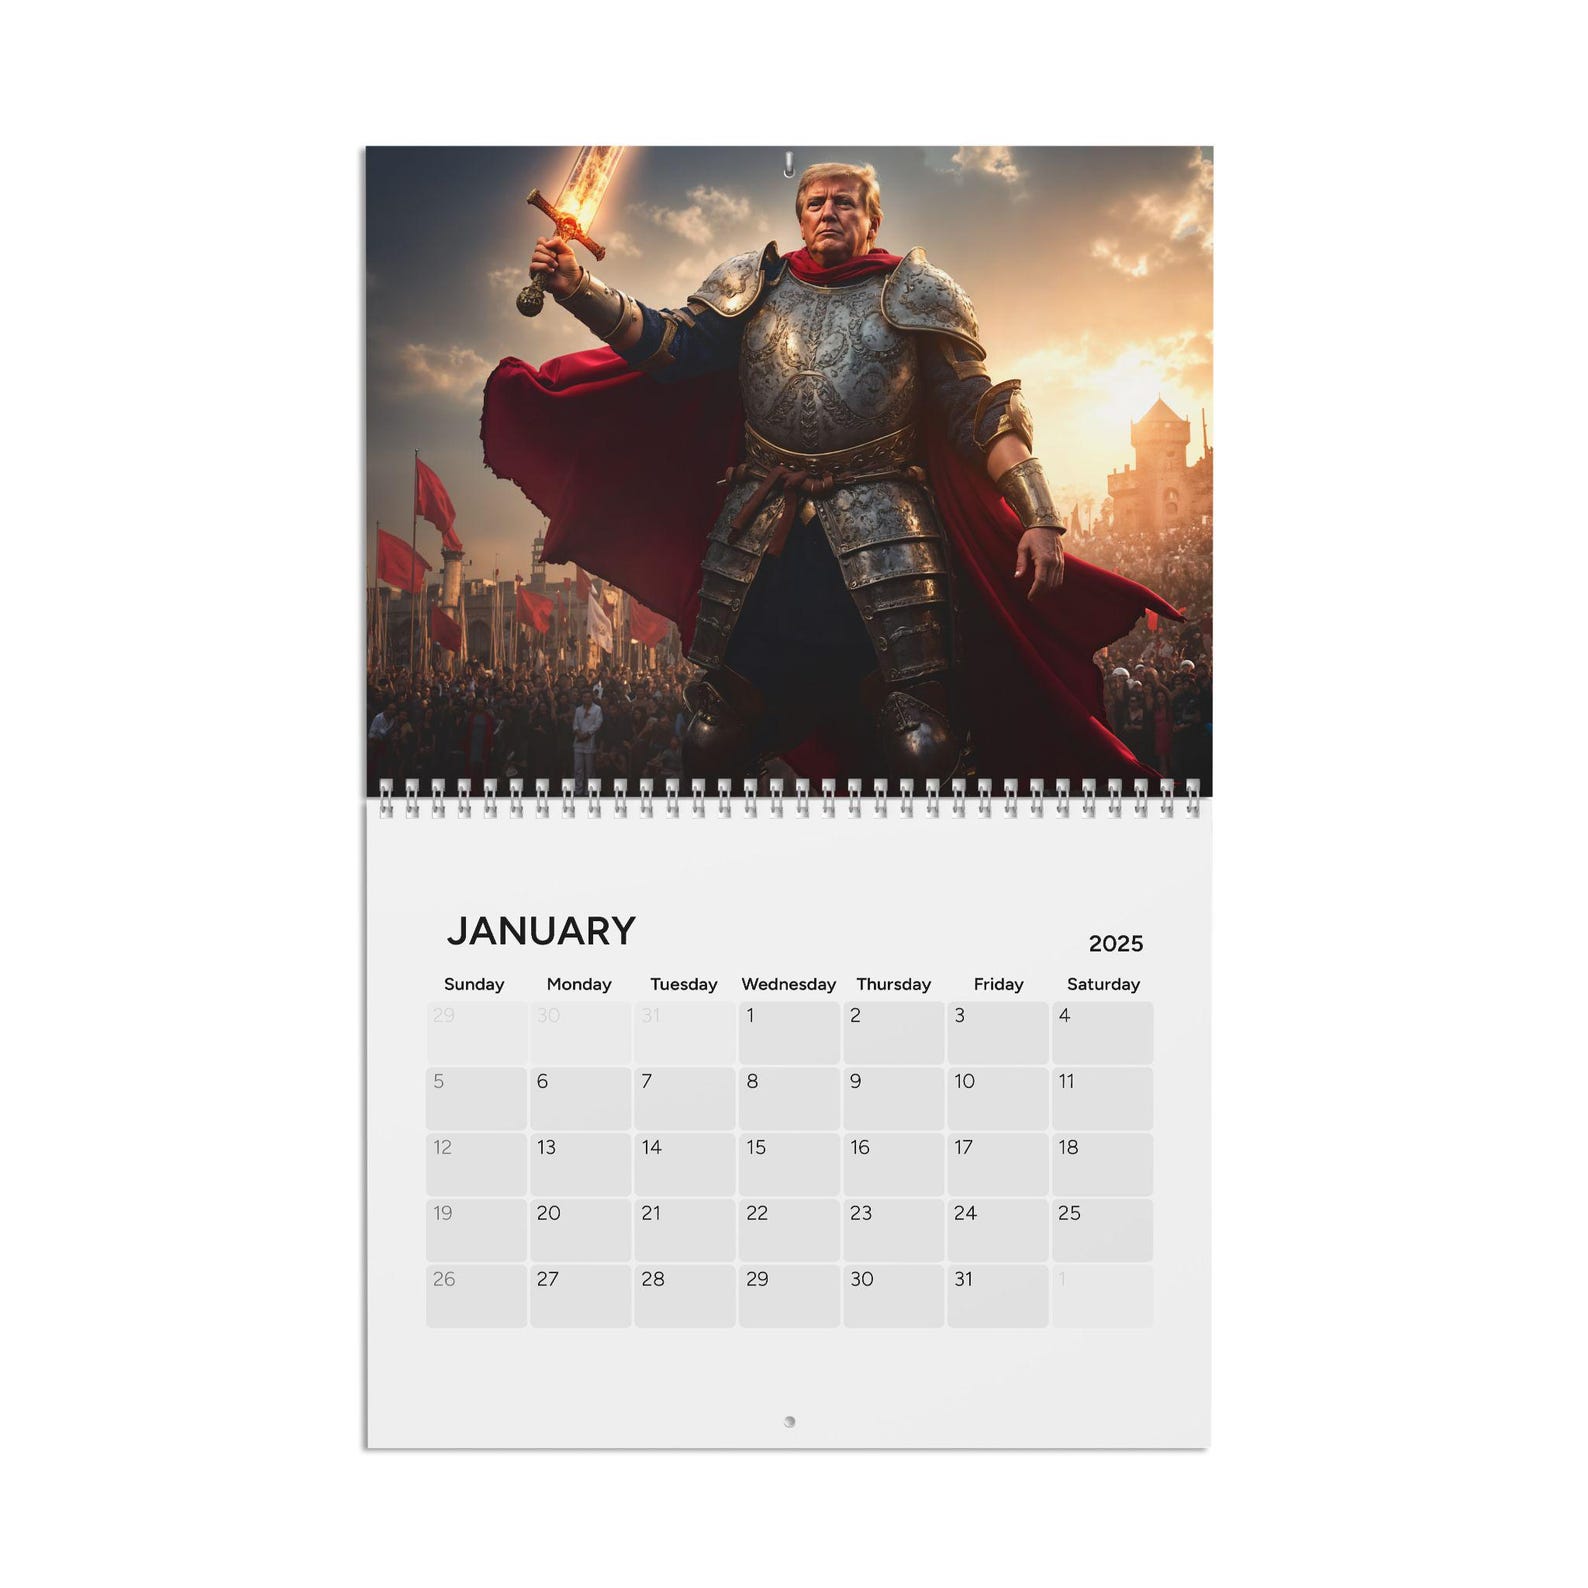 JANUARY
2025
Sunday Monday Tuesday Wednesday Thursday Friday Saturday
29 30 31 1 2 3 4
5 6 7 8 9 10 11
12 13 14 15 16 17 18
19 20 21 22 23 24 25
26 27 28 29 30 31 1